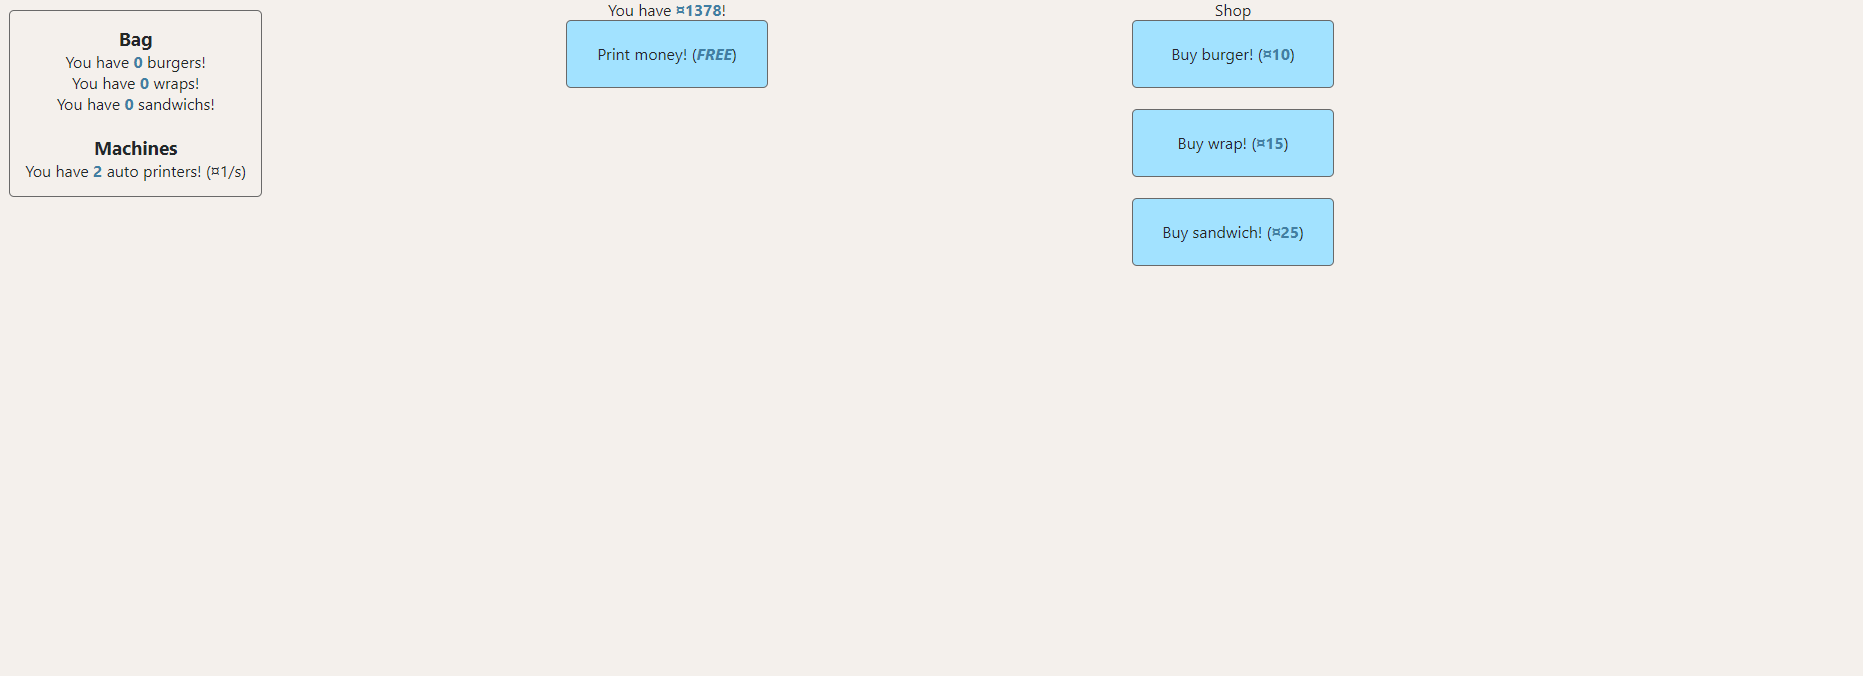 Bag
You have 0 burgers!
You have 0 wraps!
You have 0 sandwichs!
Machines
You have 2 auto printers! (¤1/s)
You have ¤1378!
Print money! (FREE)
Shop
Buy burger! (¤10)
Buy wrap! (¤15)
Buy sandwich! (¤25)